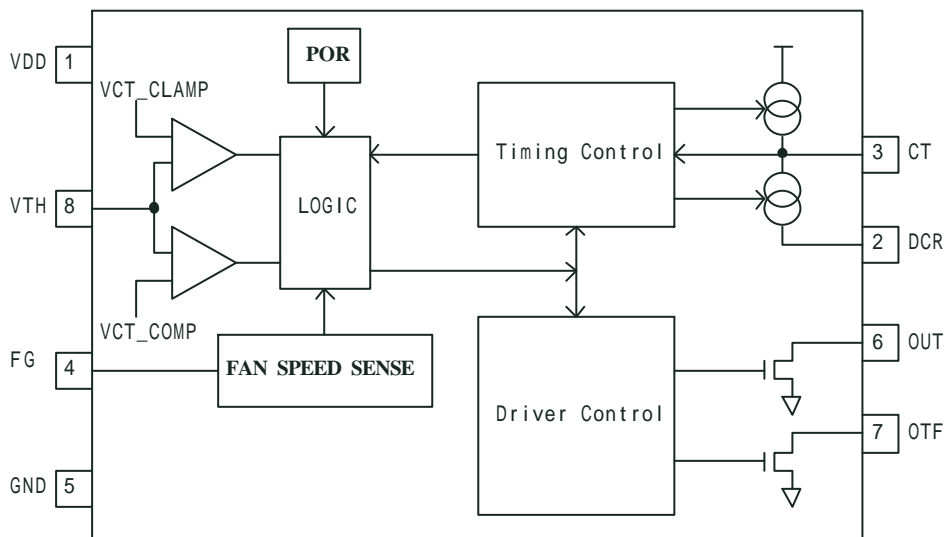 VDD 1
POR
VCT_CLAMP
Timing Control
3 CT
VTH 8
LOGIC
2 DCR
VCT_COMP
FG 4
FAN SPEED SENSE
6 OUT
Driver Control
7 OTF
GND 5